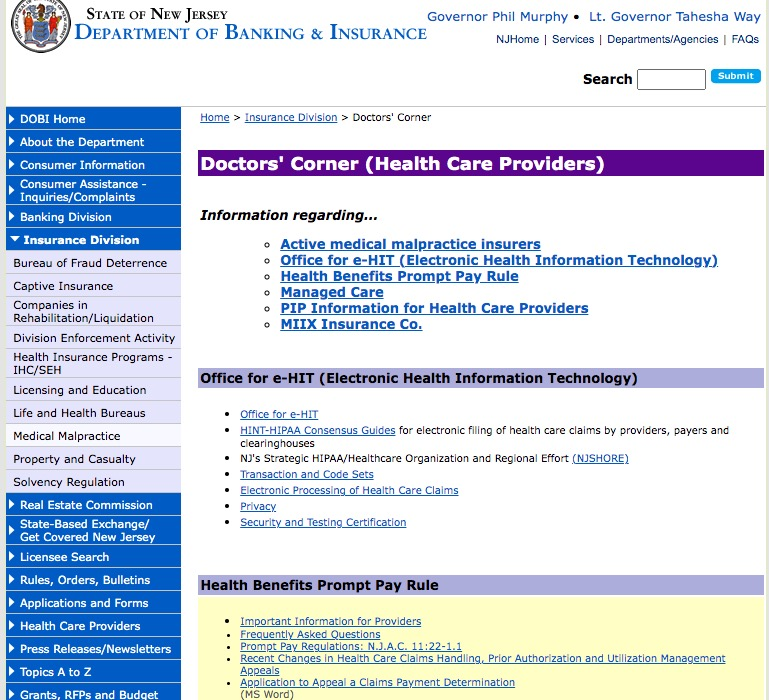 STATE OF NEW JERSEY
DEPARTMENT OF BANKING & INSURANCE
Governor Phil Murphy • Lt. Governor Tahesha Way
NJHome | Services | Departments/Agencies | FAQs
Search Submit
DOBI Home
About the Department
Consumer Information
Consumer Assistance -
Inquiries/Complaints
Banking Division
Insurance Division
Bureau of Fraud Deterrence
Captive Insurance
Companies in
Rehabilitation/Liquidation
Division Enforcement Activity
Health Insurance Programs -
IHC/SEH
Licensing and Education
Life and Health Bureaus
Medical Malpractice
Property and Casualty
Solvency Regulation
Real Estate Commission
State-Based Exchange/
Get Covered New Jersey
Licensee Search
Rules, Orders, Bulletins
Applications and Forms
Health Care Providers
Press Releases/Newsletters
Topics A to Z
Grants, RFPs and Budget
Home > Insurance Division > Doctors' Corner
Doctors' Corner (Health Care Providers)
Information regarding...
Active medical malpractice insurers
Office for e-HIT (Electronic Health Information Technology)
Health Benefits Prompt Pay Rule
Managed Care
PIP Information for Health Care Providers
MIIX Insurance Co.
Office for e-HIT (Electronic Health Information Technology)
Office for e-HIT
HINT-HIPAA Consensus Guides for electronic filing of health care claims by providers, payers and
clearinghouses
NJ's Strategic HIPAA/Healthcare Organization and Regional Effort (NJSHORE)
Transaction and Code Sets
Electronic Processing of Health Care Claims
Privacy
Security and Testing Certification
Health Benefits Prompt Pay Rule
Important Information for Providers
Frequently Asked Questions
Prompt Pay Regulations: N.J.A.C. 11:22-1.1
Recent Changes in Health Care Claims Handling, Prior Authorization and Utilization Management
Appeals
Application to Appeal a Claims Payment Determination
(MS Word)